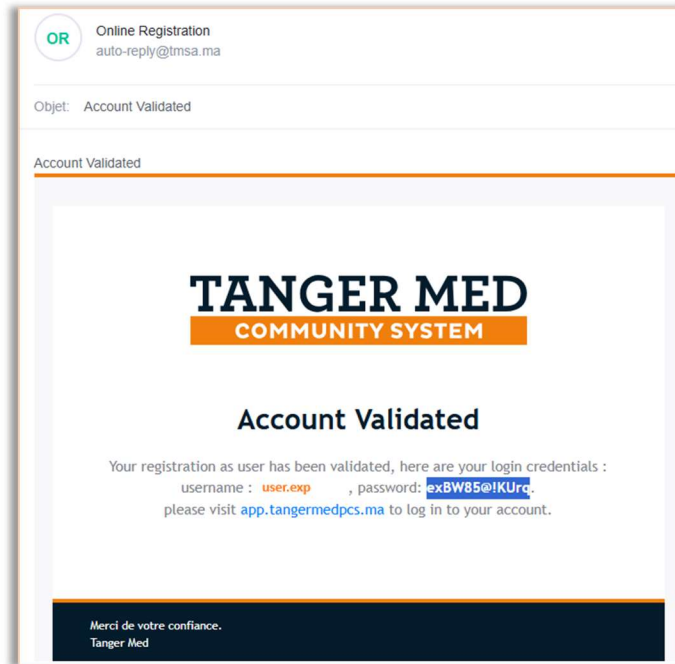 OR
Online Registration
auto-reply@tmsa.ma
Objet: Account Validated
Account Validated
TANGER MED
COMMUNITY SYSTEM
Account Validated
Your registration as user has been validated, here are your login credentials :
username : user.exp , password: exBW85@!KUrq.
please visit app.tangermedpcs.ma to log in to your account.
Merci de votre confiance.
Tanger Med